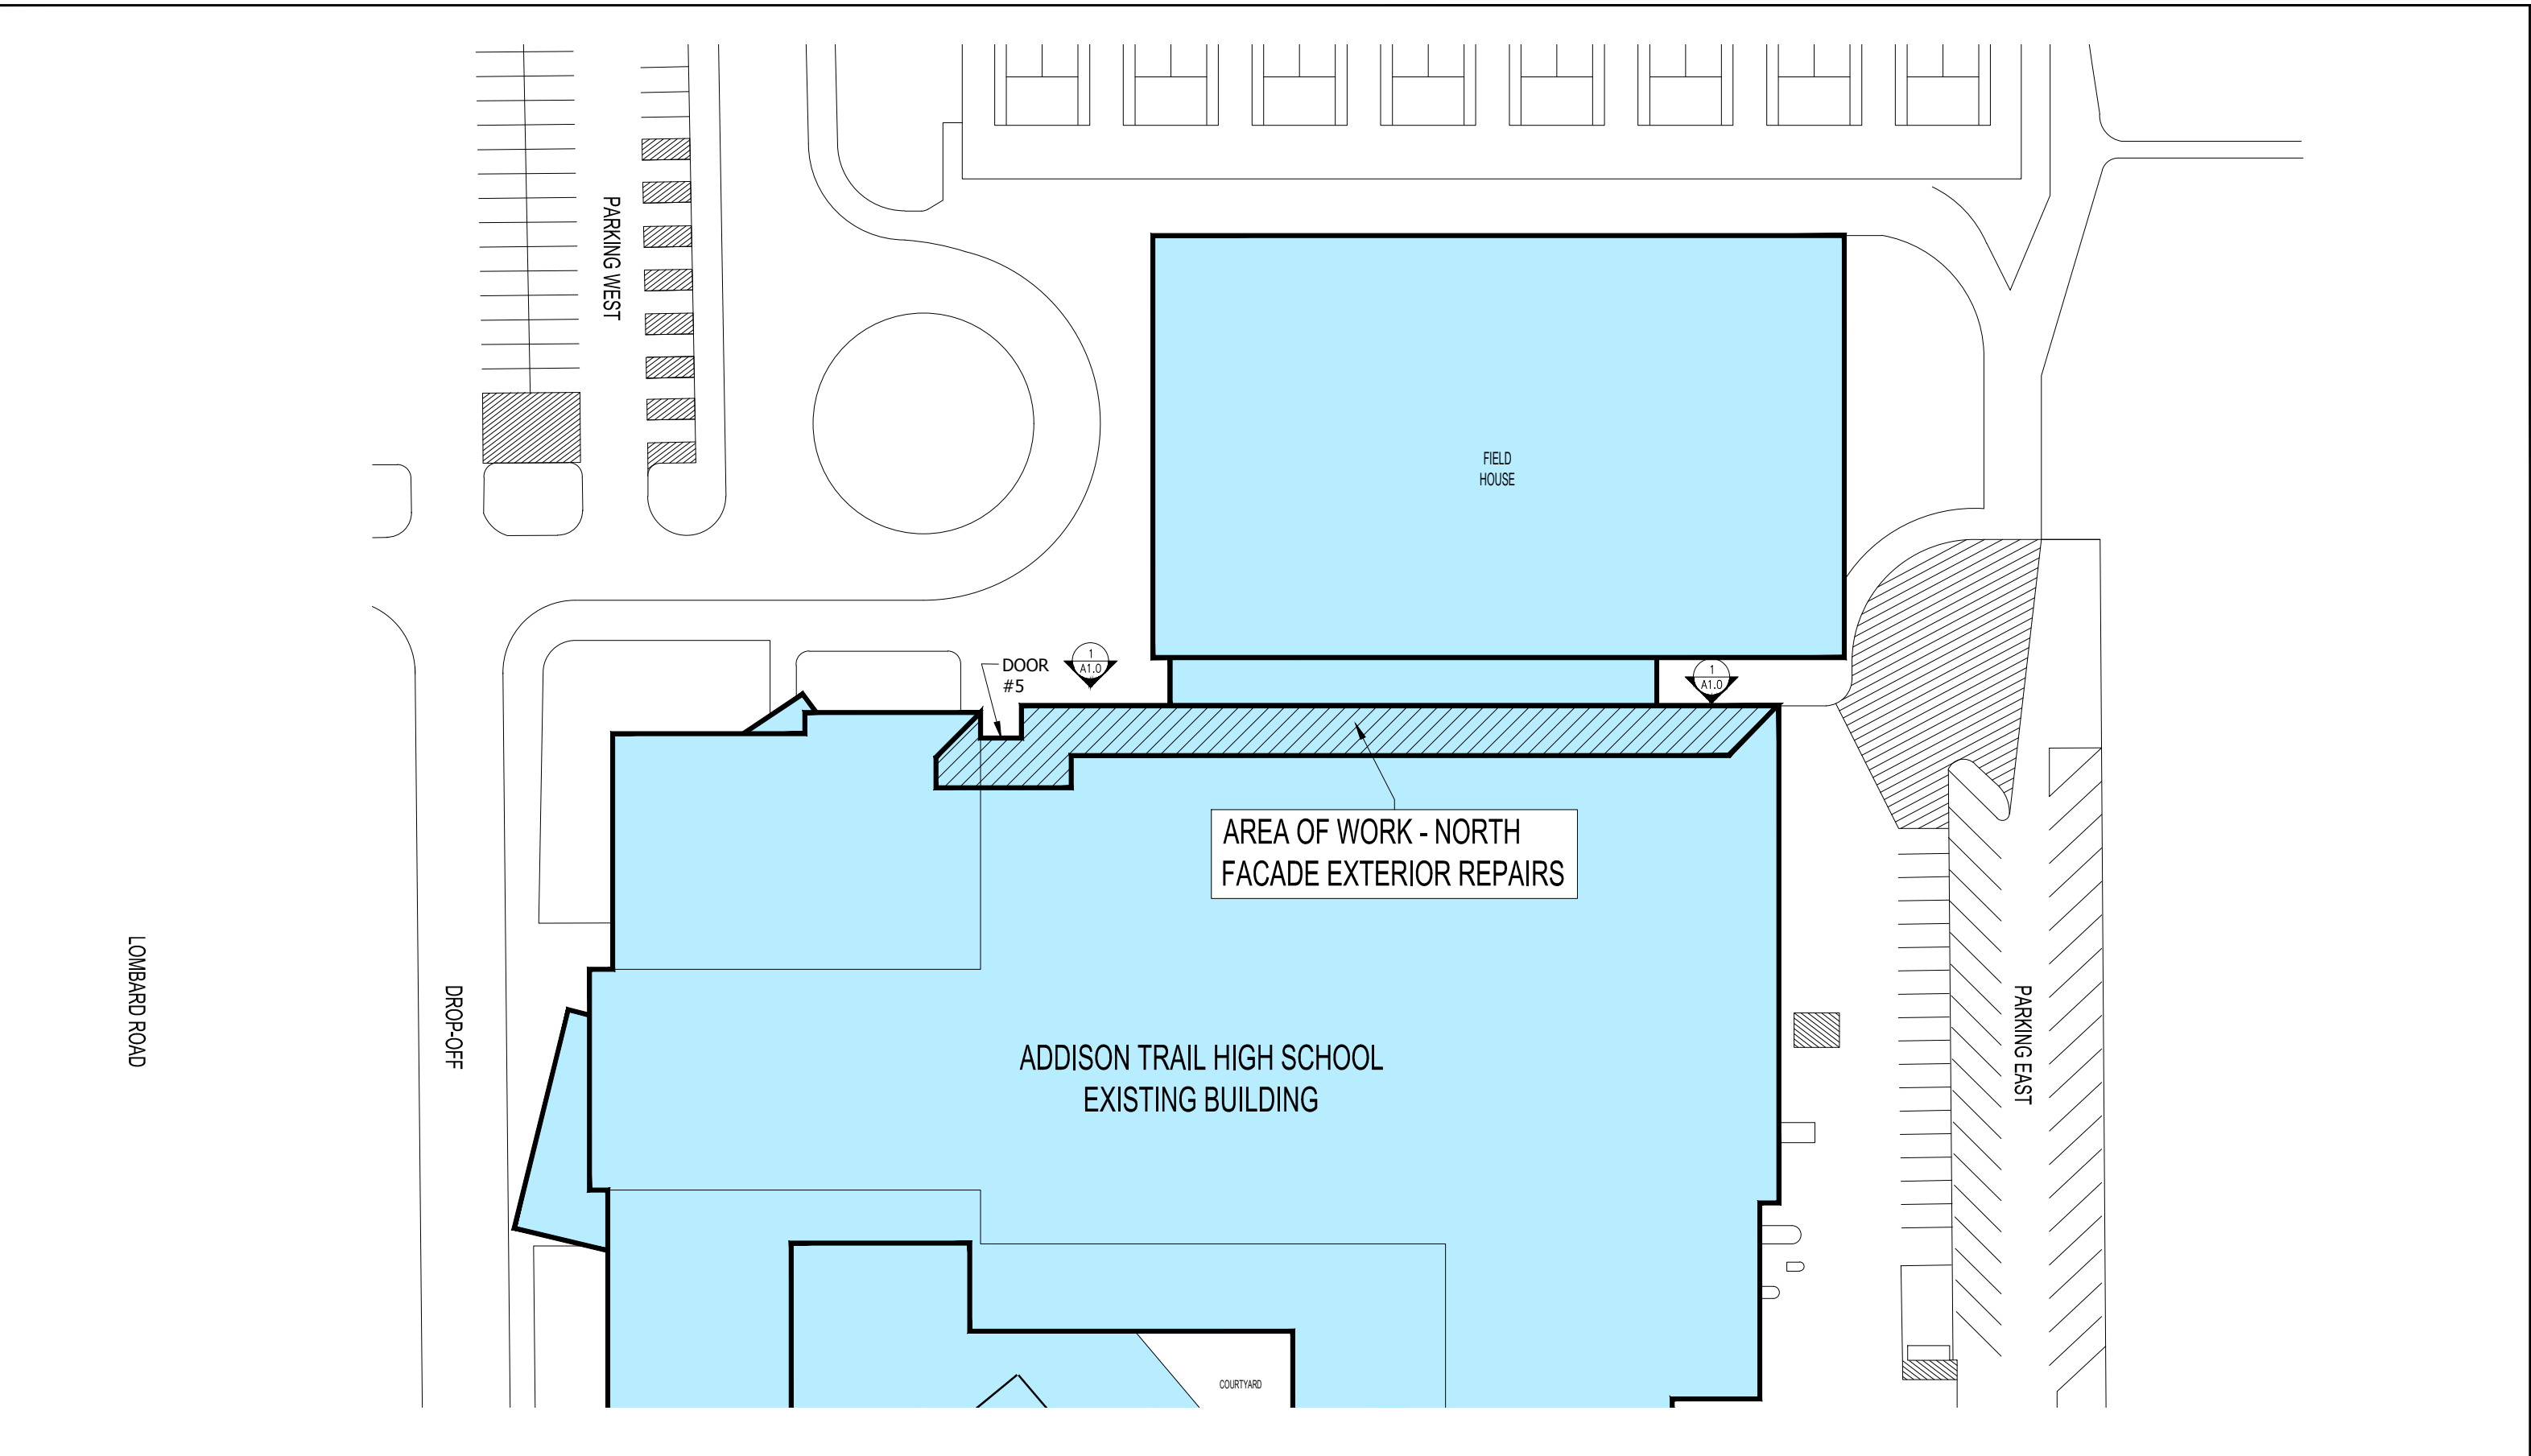 PARKING WEST
FIELD
HOUSE
DOOR
#5
1
A1.0
1
A1.0
AREA OF WORK - NORTH
FACADE EXTERIOR REPAIRS
LOMBARD ROAD
DROP-OFF
ADDISON TRAIL HIGH SCHOOL
EXISTING BUILDING
PARKING EAST
COURTYARD